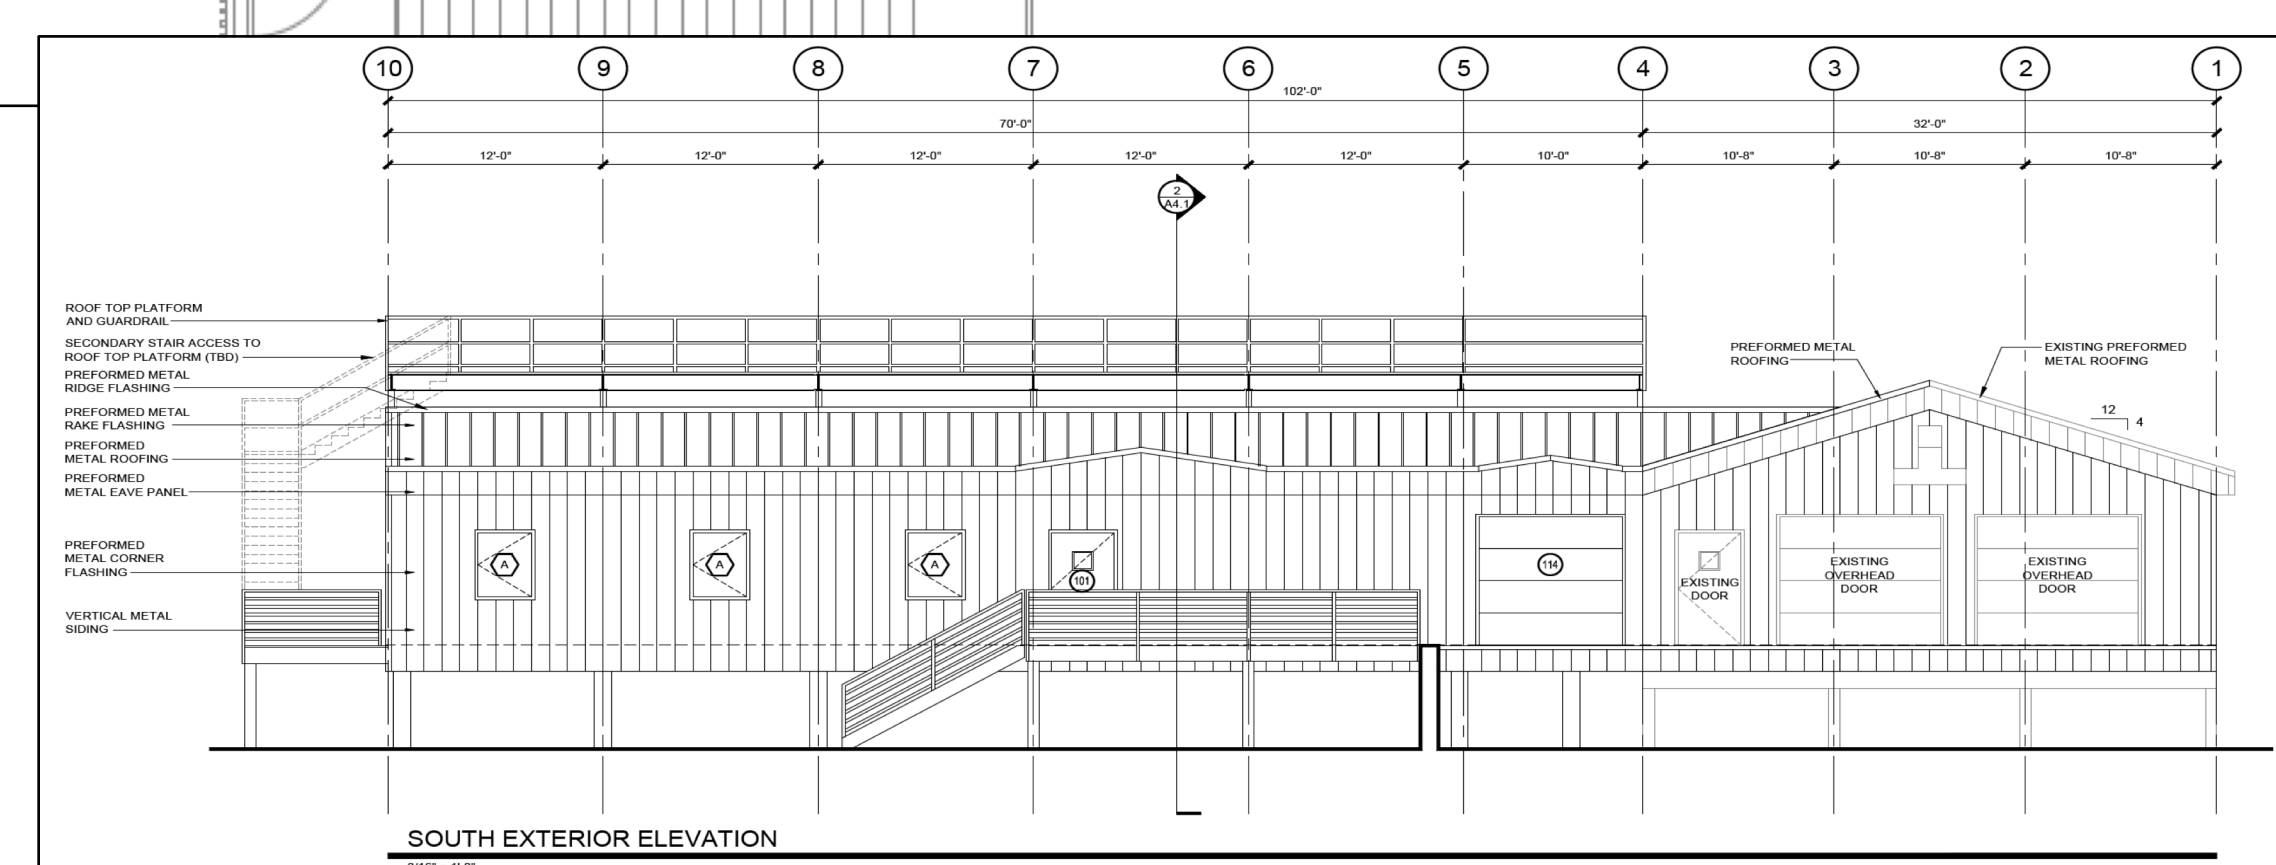 10 9 8 7 6 5 4 3 2 1
102'-0"
70'-0" 32'-0"
12'-0" 12'-0" 12'-0" 12'-0" 12'-0" 10'-0" 10'-8" 10'-8" 10'-8"
2
A4.1
ROOF TOP PLATFORM
AND GUARDRAIL
SECONDARY STAIR ACCESS TO
ROOF TOP PLATFORM (TBD)
PREFORMED METAL
RIDGE FLASHING
PREFORMED METAL
RAKE FLASHING
PREFORMED
METAL ROOFING
PREFORMED
METAL EAVE PANEL
PREFORMED
METAL CORNER
FLASHING
VERTICAL METAL
SIDING
PREFORMED METAL
ROOFING
EXISTING PREFORMED
METAL ROOFING
12
4
A A A
101
114
EXISTING
DOOR
EXISTING
OVERHEAD
DOOR
EXISTING
OVERHEAD
DOOR
SOUTH EXTERIOR ELEVATION